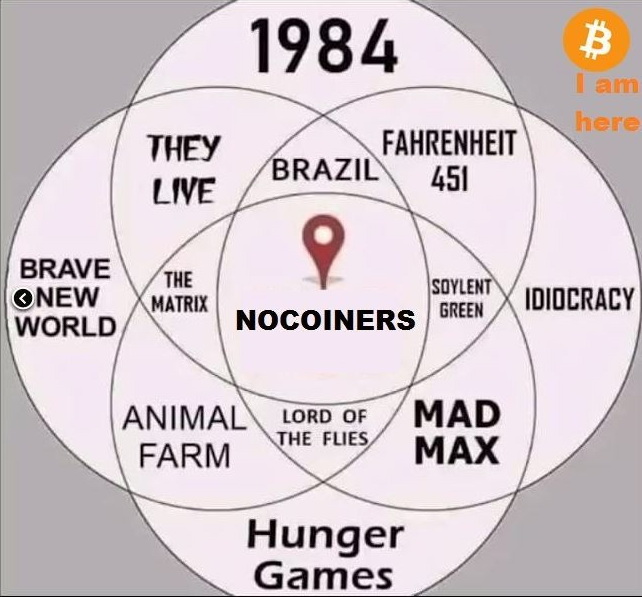 1984
I am
here
THEY
LIVE
BRAZIL
FAHRENHEIT
451
BRAVE
NEW
WORLD
THE
MATRIX
NOCOINERS
SOYLENT
GREEN
IDIOCRACY
ANIMAL
FARM
LORD OF
THE FLIES
MAD
MAX
Hunger
Games